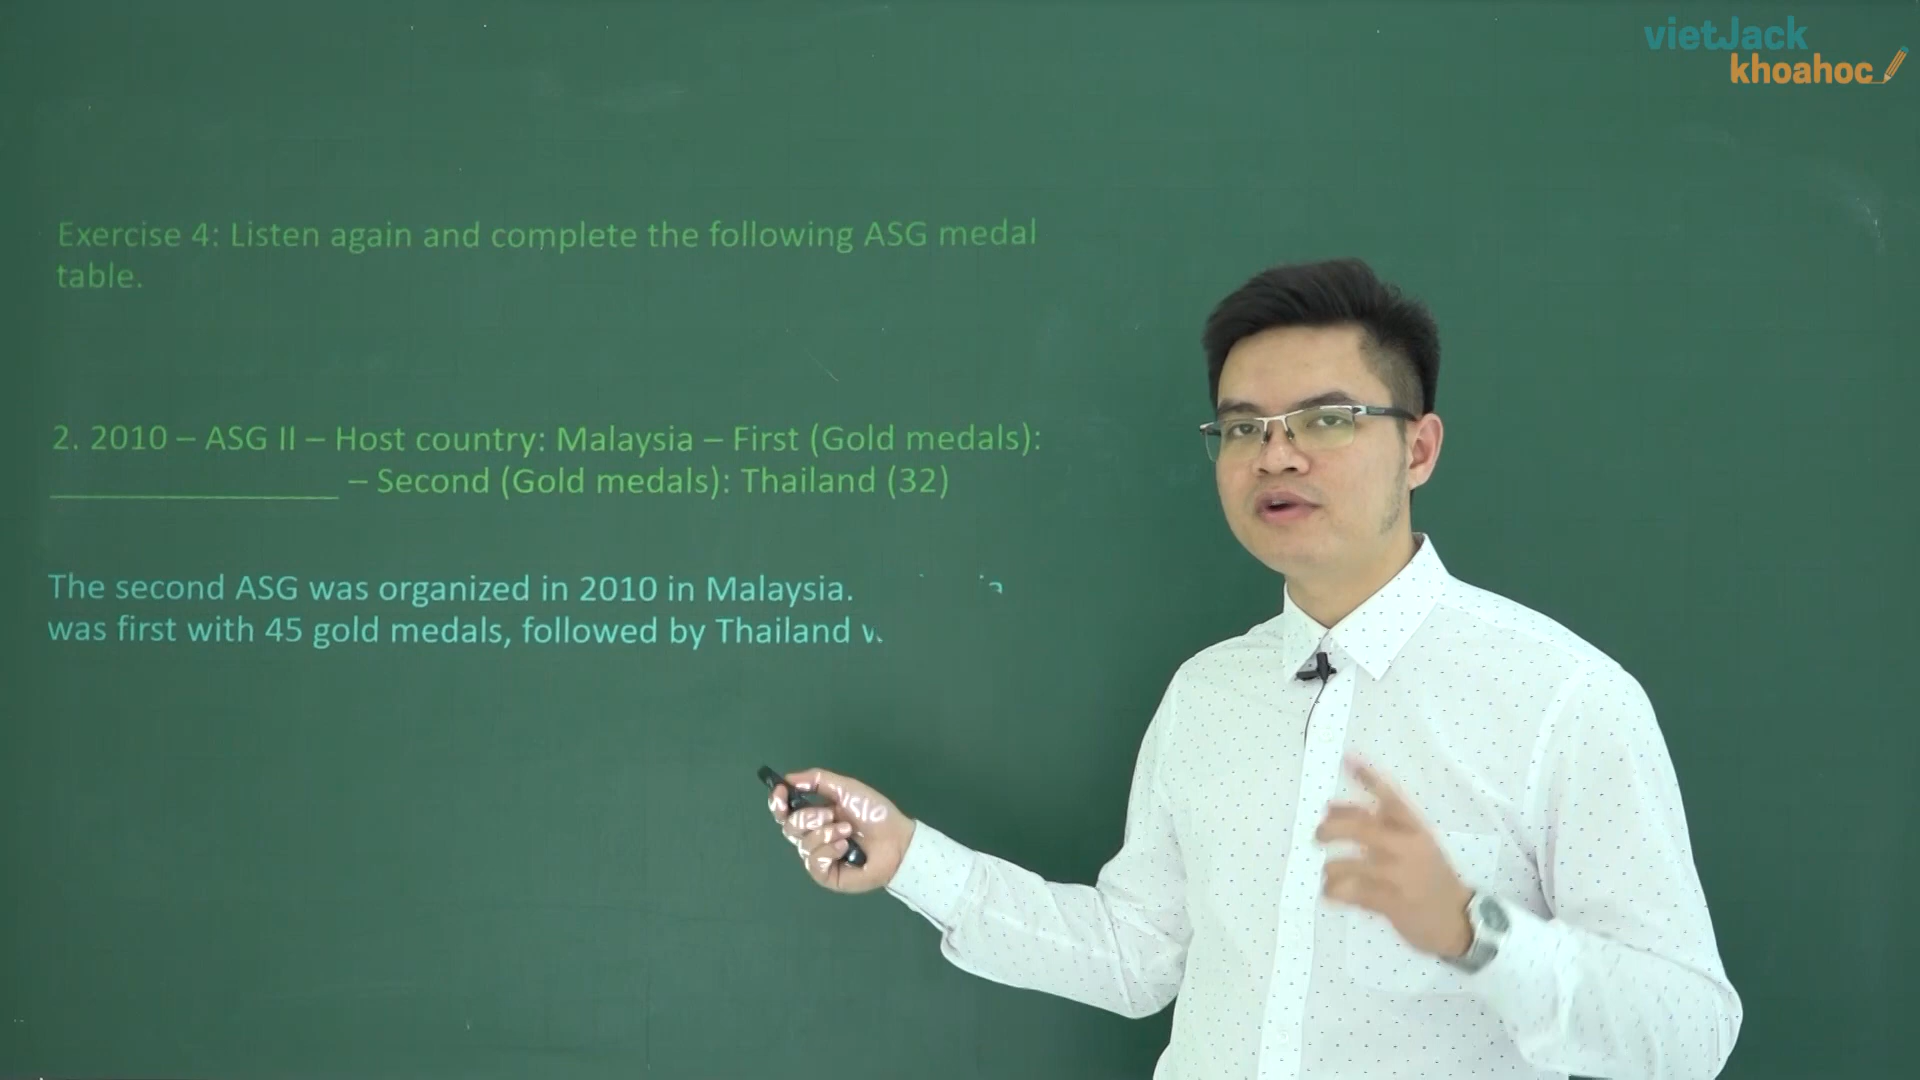 vietJack
khoahoc
Exercise 4: Listen again and complete the following ASG medal
table.
2. 2010 – ASG II – Host country: Malaysia – First (Gold medals):
________________ – Second (Gold medals): Thailand (32)
The second ASG was organized in 2010 in Malaysia.
was first with 45 gold medals, followed by Thailand